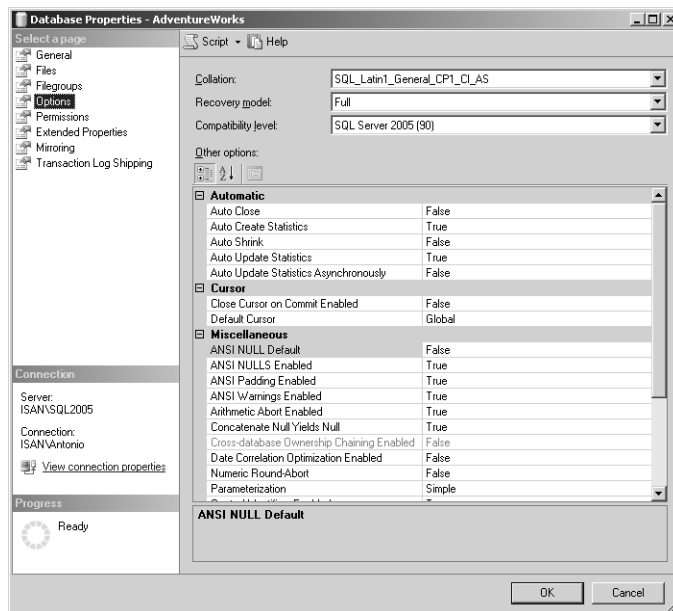 Database Properties - AdventureWorks
Select a page
General
Files
Filegroups
Options
Permissions
Extended Properties
Mirroring
Transaction Log Shipping
Connection
Server:
ISAN\SQL2005
Connection:
ISAN\Antonio
View connection properties
Progress
Ready
Script Help
Collation: SQL_Latin1_General_CP1_CI_AS
Recovery model: Full
Compatibility level: SQL Server 2005 (90)
Other options:
Automatic
Auto Close False
Auto Create Statistics True
Auto Shrink False
Auto Update Statistics True
Auto Update Statistics Asynchronously False
Cursor
Close Cursor on Commit Enabled False
Default Cursor Global
Miscellaneous
ANSI NULL Default False
ANSI NULLS Enabled True
ANSI Padding Enabled True
ANSI Warnings Enabled True
Arithmetic Abort Enabled True
Concatenate Null Yields Null True
Cross-database Ownership Chaining Enabled False
Date Correlation Optimization Enabled False
Numeric Round-Abort False
Parameterization Simple
ANSI NULL Default
OK Cancel